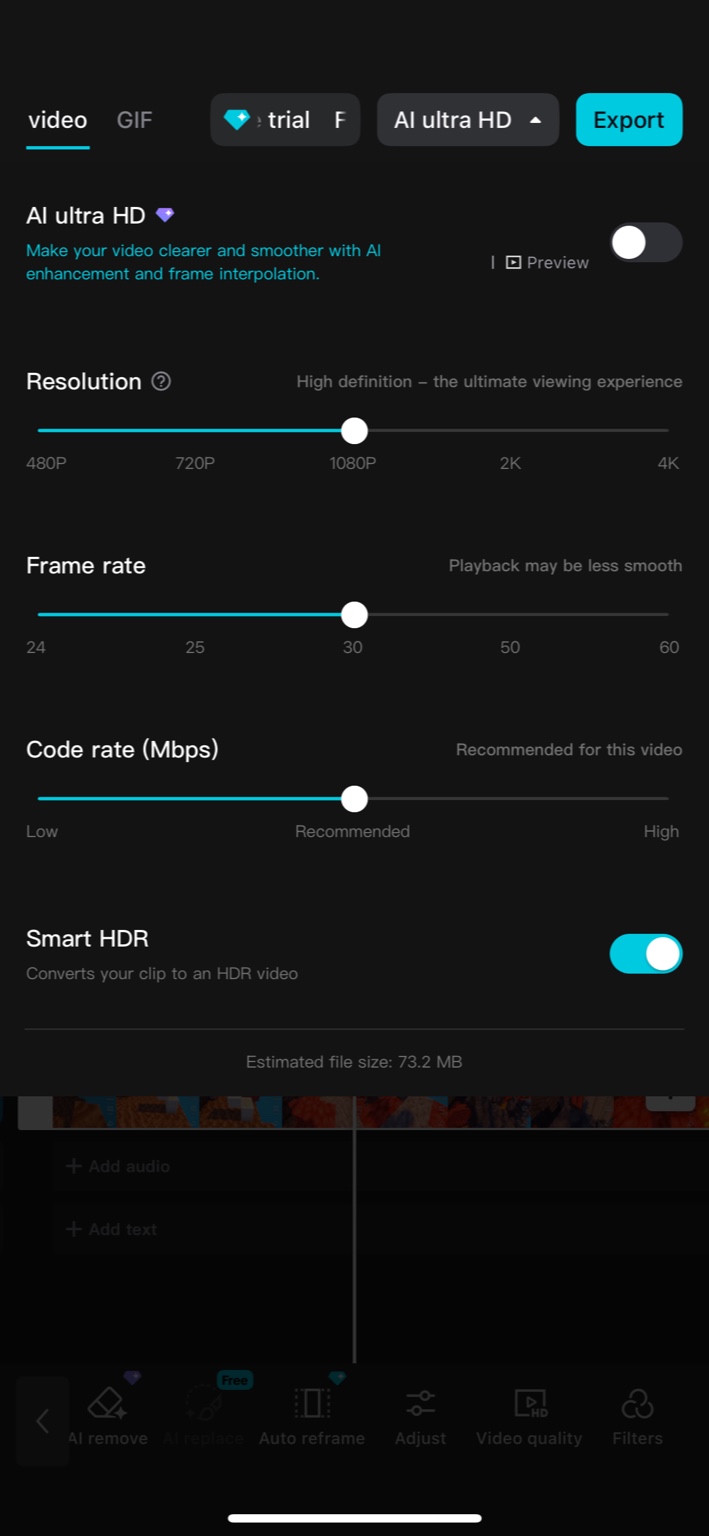 video GIF trial F AI ultra HD Export
AI ultra HD
Make your video clearer and smoother with AI
enhancement and frame interpolation.
Preview
Resolution ? High definition – the ultimate viewing experience
480P 720P 1080P 2K 4K
Frame rate Playback may be less smooth
24 25 30 50 60
Code rate (Mbps) Recommended for this video
Low Recommended High
Smart HDR
Converts your clip to an HDR video
Estimated file size: 73.2 MB
+ Add audio
+ Add text
Free
HD
AI remove AI replace Auto reframe Adjust Video quality Filters